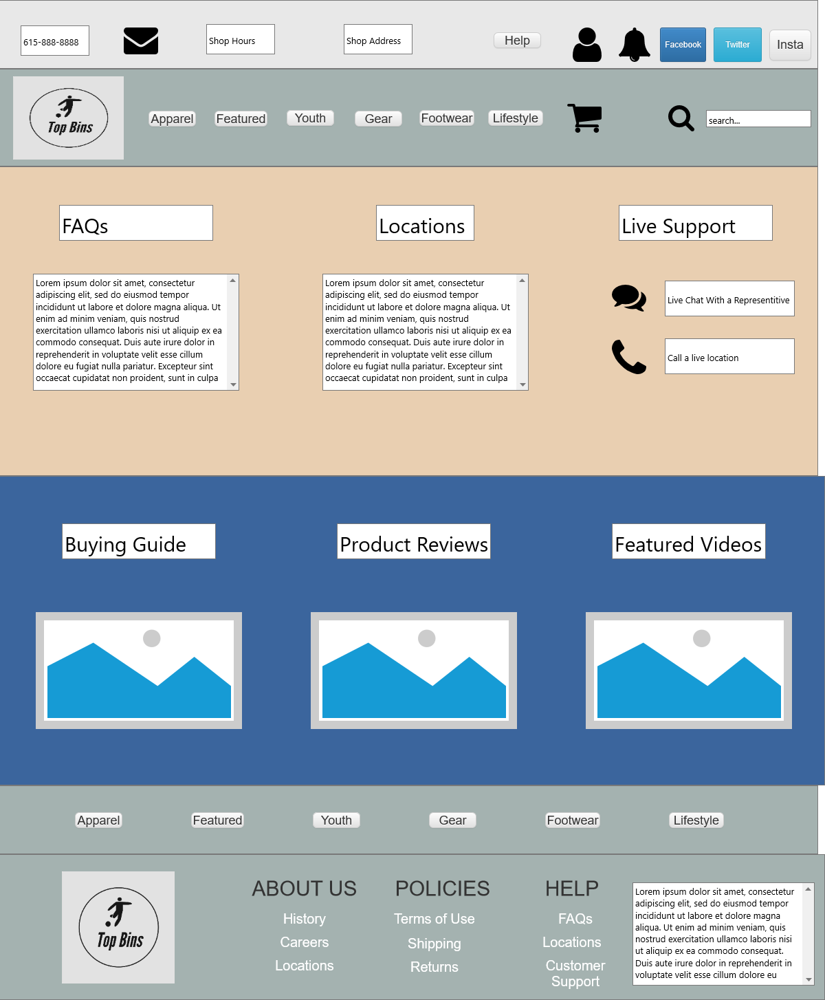 615-888-8888
Shop Hours
Shop Address
Help
Facebook
Twitter
Insta
Top Bins
Apparel
Featured
Youth
Gear
Footwear
Lifestyle
search...
FAQs
Locations
Live Support
Lorem ipsum dolor sit amet, consectetur
adipiscing elit, sed do eiusmod tempor
incididunt ut labore et dolore magna aliqua. Ut
enim ad minim veniam, quis nostrud
exercitation ullamco laboris nisi ut aliquip ex ea
commodo consequat. Duis aute irure dolor in
reprehenderit in voluptate velit esse cillum
dolore eu fugiat nulla pariatur. Excepteur sint
occaecat cupidatat non proident, sunt in culpa
Lorem ipsum dolor sit amet, consectetur
adipiscing elit, sed do eiusmod tempor
incididunt ut labore et dolore magna aliqua. Ut
enim ad minim veniam, quis nostrud
exercitation ullamco laboris nisi ut aliquip ex ea
commodo consequat. Duis aute irure dolor in
reprehenderit in voluptate velit esse cillum
dolore eu fugiat nulla pariatur. Excepteur sint
occaecat cupidatat non proident, sunt in culpa
Live Chat With a Representitive
Call a live location
Buying Guide
Product Reviews
Featured Videos
Apparel
Featured
Youth
Gear
Footwear
Lifestyle
Top Bins
ABOUT US
History
Careers
Locations
POLICIES
Terms of Use
Shipping
Returns
HELP
FAQs
Locations
Customer
Support
Lorem ipsum dolor sit amet, consectetur
adipiscing elit, sed do eiusmod tempor
incididunt ut labore et dolore magna
aliqua. Ut enim ad minim veniam, quis
nostrud exercitation ullamco laboris nisi
ut aliquip ex ea commodo consequat.
Duis aute irure dolor in reprehenderit in
voluptate velit esse cillum dolore eu